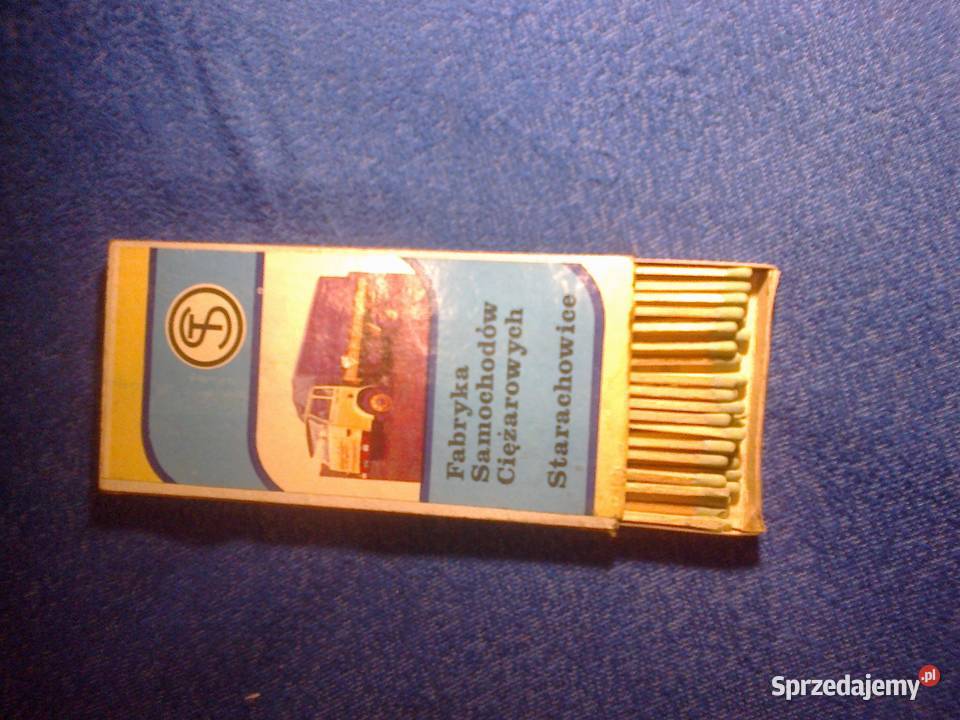 Fabryka
Samochodów
Ciężarowych
Starachowice
Sprzedajemy.pl